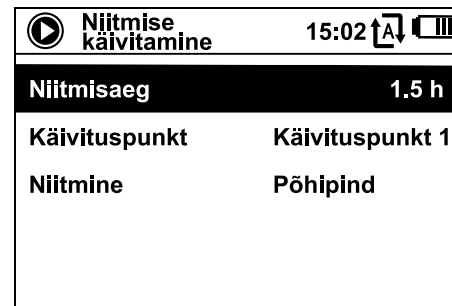 Niitmise
käivitamine
15:02 A
Niitmisaeg 1.5 h
Käivituspunkt Käivituspunkt 1
Niitmine Põhipind